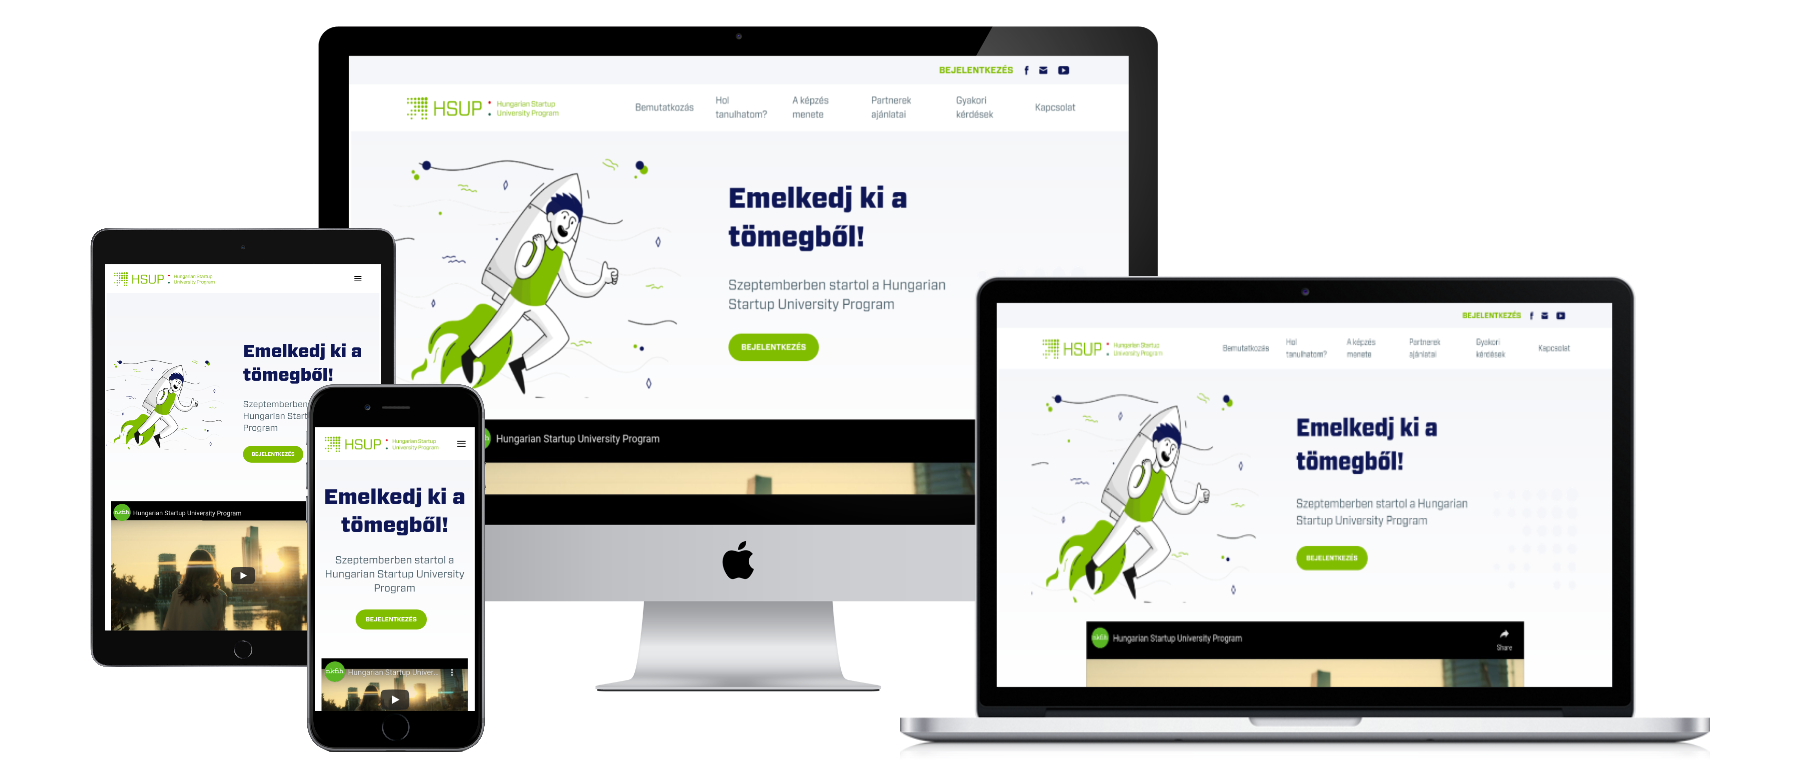 BEJELENTKEZÉS
HSUP
Hungarian Startup
University Program
Bemutatkozás
Hol
tanulhatom?
A képzés
menete
Partnerek
ajánlatai
Gyakori
kérdések
Kapcsolat
Emelkedj ki a
tömegből!
Szeptemberben startol a Hungarian
Startup University Program
BEJELENTKEZÉS
Hungarian Startup University Program
HSUP
Hungarian Startup
University Program
Emelkedj ki a
tömegből!
Szeptemberben
Hungarian Start
Program
BEJELENTKEZÉS
nkfih
Hungarian Startup University Program
HSUP
Hungarian Startup
University Program
Emelkedj ki a
tömegből!
Szeptemberben startol a
Hungarian Startup University
Program
BEJELENTKEZÉS
nkfih
Hungarian Startup Univer...
BEJELENTKEZÉS
HSUP
Hungarian Startup
University Program
Bemutatkozás
Hol
tanulhatom?
A képzés
menete
Partnerek
ajánlatai
Gyakori
kérdések
Kapcsolat
Emelkedj ki a
tömegből!
Szeptemberben startol a Hungarian
Startup University Program
BEJELENTKEZÉS
nkfih
Hungarian Startup University Program
Share